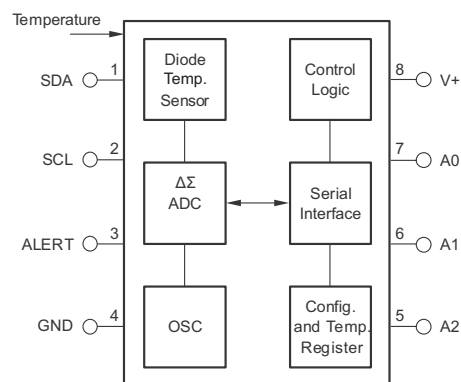 Temperature
SDA
1
SCL
2
ALERT
3
GND
4
Diode
Temp.
Sensor
ΔΣ
ADC
OSC
Control
Logic
Serial
Interface
Config.
and Temp.
Register
8
V+
7
A0
6
A1
5
A2